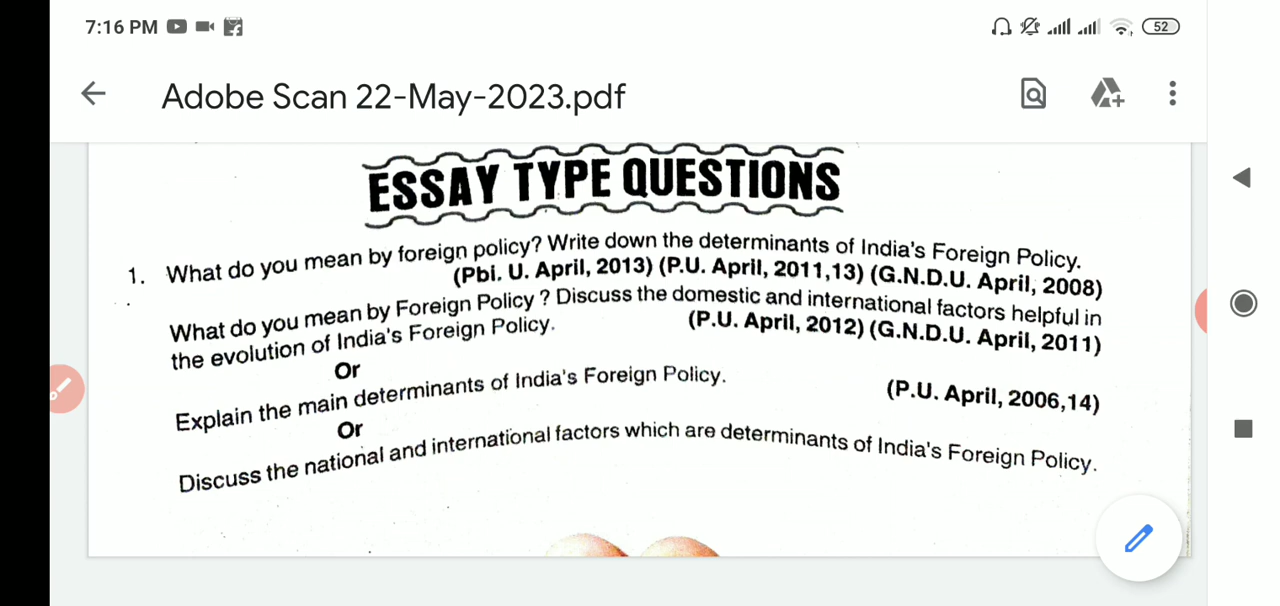 7:16 PM
52
Adobe Scan 22-May-2023.pdf
ESSAY TYPE QUESTIONS
1. What do you mean by foreign policy? Write down the determinants of India's Foreign Policy.
(Pbi. U. April, 2013) (P.U. April, 2011,13) (G.N.D.U. April, 2008)
What do you mean by Foreign Policy ? Discuss the domestic and international factors helpful in
the evolution of India's Foreign Policy. (P.U. April, 2012) (G.N.D.U. April, 2011)
Or
Explain the main determinants of India's Foreign Policy. (P.U. April, 2006,14)
Or
Discuss the national and international factors which are determinants of India's Foreign Policy.